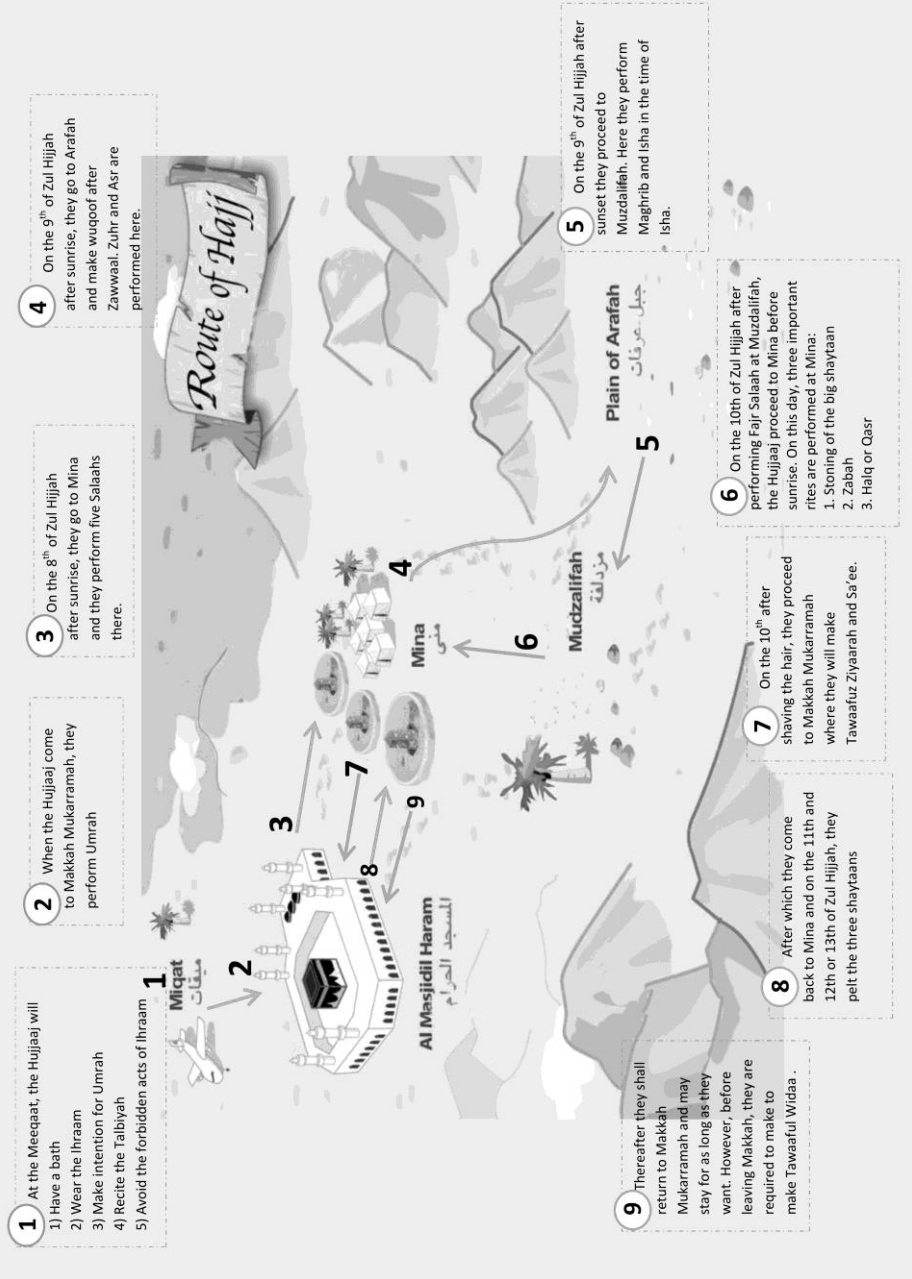 Route of Hajj
1 At the Meeqaat, the Hujjaaj will
1) Have a bath
2) Wear the Ihraam
3) Make intention for Umrah
4) Recite the Talbiyah
5) Avoid the forbidden acts of Ihraam
2 When the Hujjaaj come
to Makkah Mukarramah, they
perform Umrah
3 On the 8th of Zul Hijjah
after sunrise, they go to Mina
and they perform five Salaahs
there.
4 On the 9th of Zul Hijjah
after sunrise, they go to Arafah
and make wuqoof after
Zawwaal. Zuhr and Asr are
performed here.
1
Miqat
ميقات
2
3
7
8
9
Al Masjidil Haram
المسجد الحرام
Mina
منى
4
6
Mudzalifah
مزدلفة
Plain of Arafah
جبل عرفات
5
5 On the 9th of Zul Hijjah after
sunset they proceed to
Muzdalifah. Here they perform
Maghrib and Isha in the time of
Isha.
6 On the 10th of Zul Hijjah after
performing Fajr Salaah at Muzdalifah,
the Hujjaaj proceed to Mina before
sunrise. On this day, three important
rites are performed at Mina:
1. Stoning of the big shaytaan
2. Zabah
3. Halq or Qasr
7 On the 10th after
shaving the hair, they proceed
to Makkah Mukarramah
where they will make
Tawaafuz Ziyaarah and Sa'ee.
8 After which they come
back to Mina and on the 11th and
12th or 13th of Zul Hijjah, they
pelt the three shaytaans
9 Thereafter they shall
return to Makkah
Mukarramah and may
stay for as long as they
want. However, before
leaving Makkah, they are
required to make to
make Tawaaful Widaa .